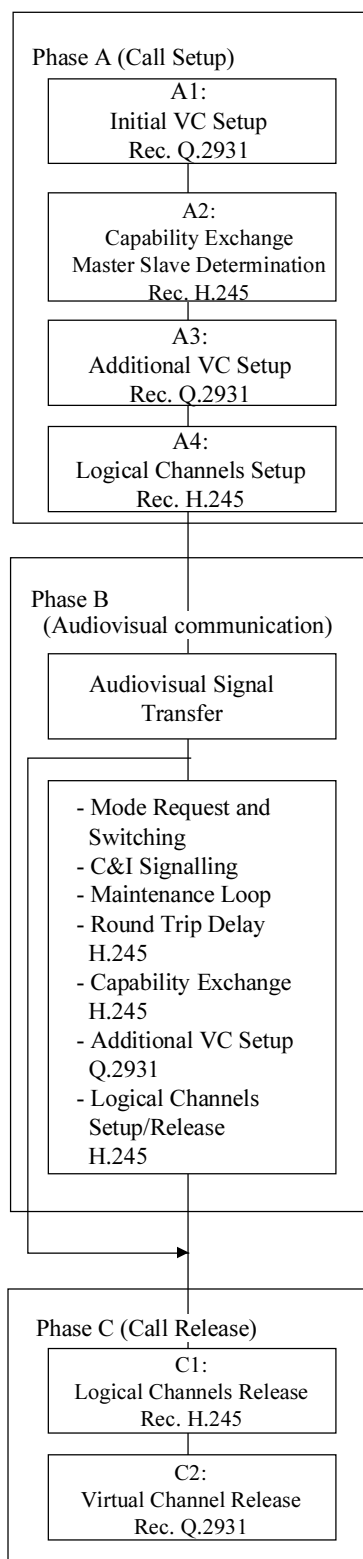 Phase A (Call Setup)
A1:
Initial VC Setup
Rec. Q.2931
A2:
Capability Exchange
Master Slave Determination
Rec. H.245
A3:
Additional VC Setup
Rec. Q.2931
A4:
Logical Channels Setup
Rec. H.245
Phase B
(Audiovisual communication)
Audiovisual Signal
Transfer
- Mode Request and
Switching
- C&I Signalling
- Maintenance Loop
- Round Trip Delay
H.245
- Capability Exchange
H.245
- Additional VC Setup
Q.2931
- Logical Channels
Setup/Release
H.245
Phase C (Call Release)
C1:
Logical Channels Release
Rec. H.245
C2:
Virtual Channel Release
Rec. Q.2931